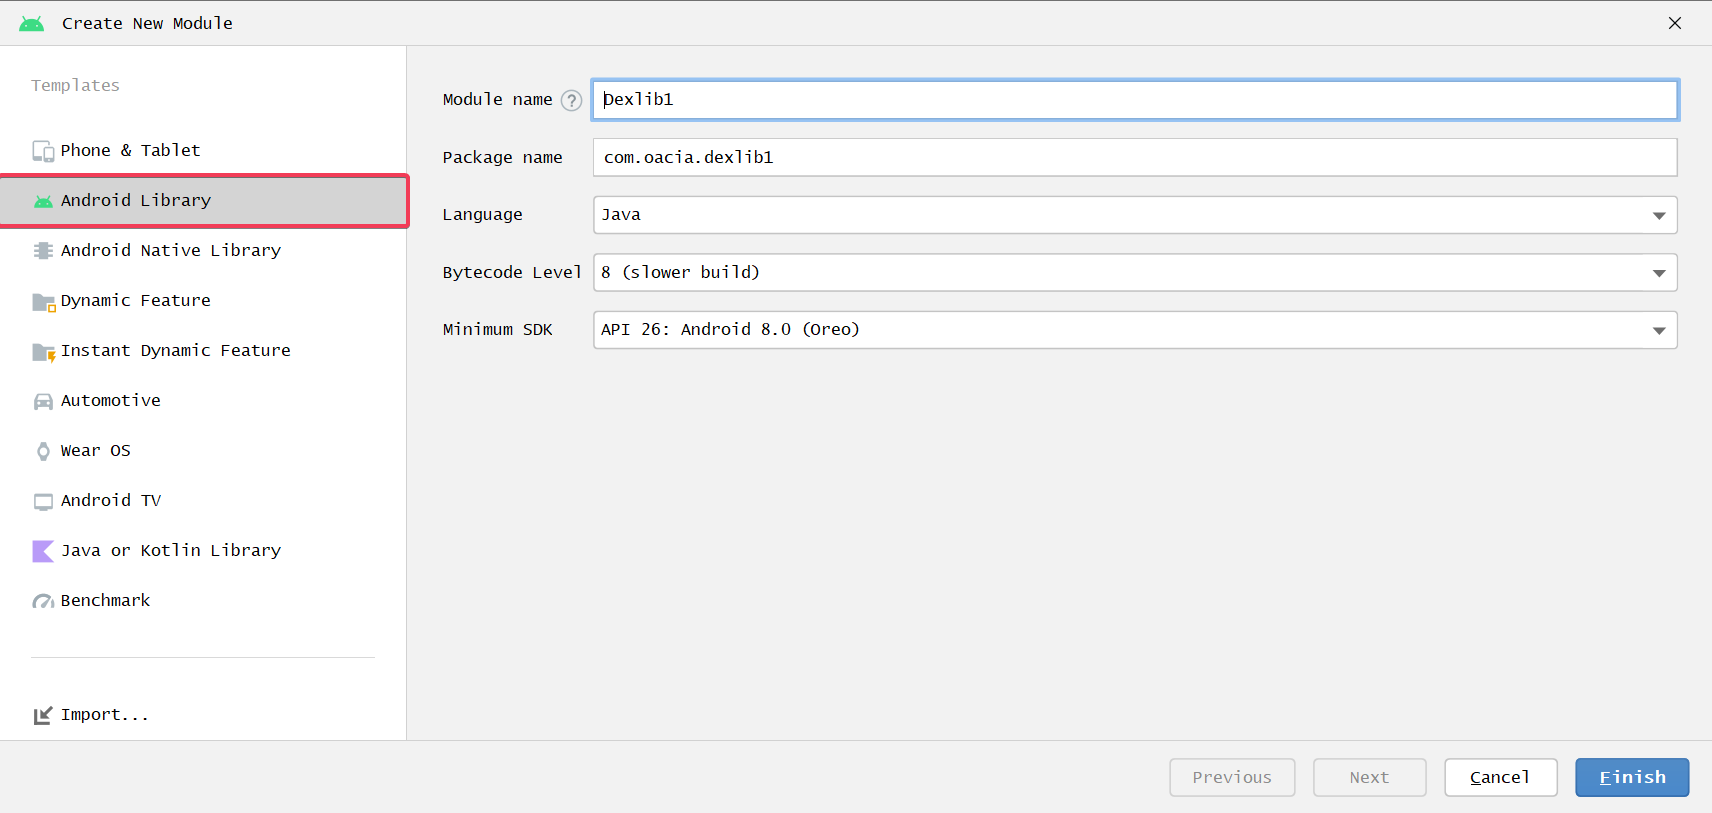 Create New Module
Templates
Phone & Tablet
Android Library
Android Native Library
Dynamic Feature
Instant Dynamic Feature
Automotive
Wear OS
Android TV
Java or Kotlin Library
Benchmark
Import...
Module name ? Dexlib1
Package name com.oacia.dexlib1
Language Java
Bytecode Level 8 (slower build)
Minimum SDK API 26: Android 8.0 (Oreo)
Previous Next Cancel Finish